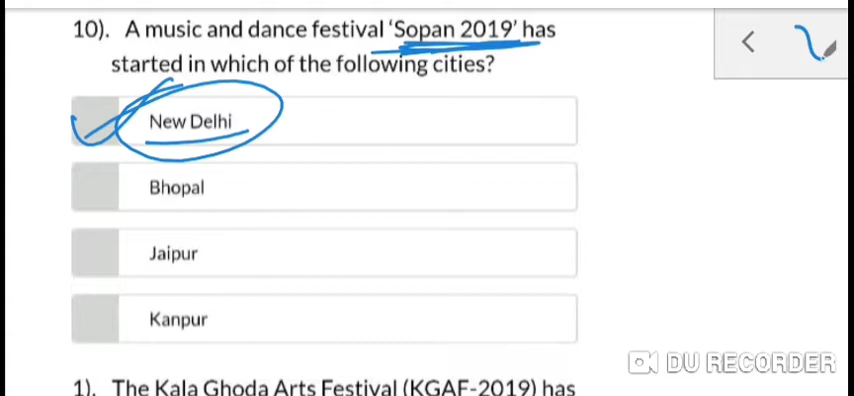 10). A music and dance festival ‘Sopan 2019’ has
started in which of the following cities?
New Delhi
Bhopal
Jaipur
Kanpur
DU RECORDER
1). The Kala Ghoda Arts Festival (KGAF-2019) has